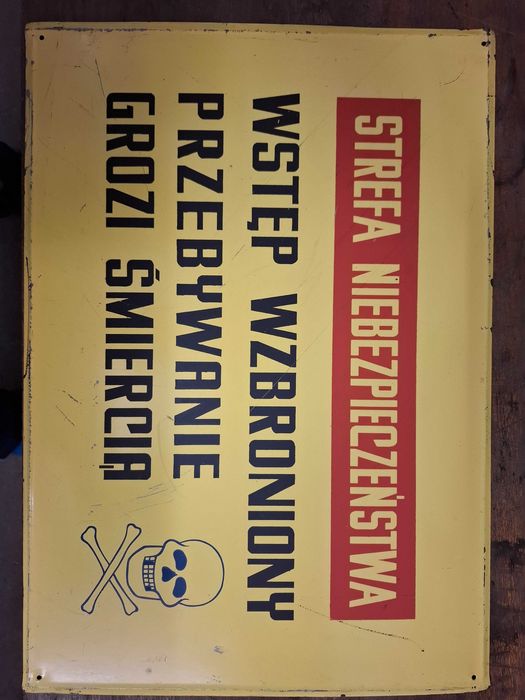 STREFA NIEBEZPIECZEŃSTWA
WSTĘP WZBRONIONY
PRZEBYWANIE
GROZI ŚMIERCIĄ